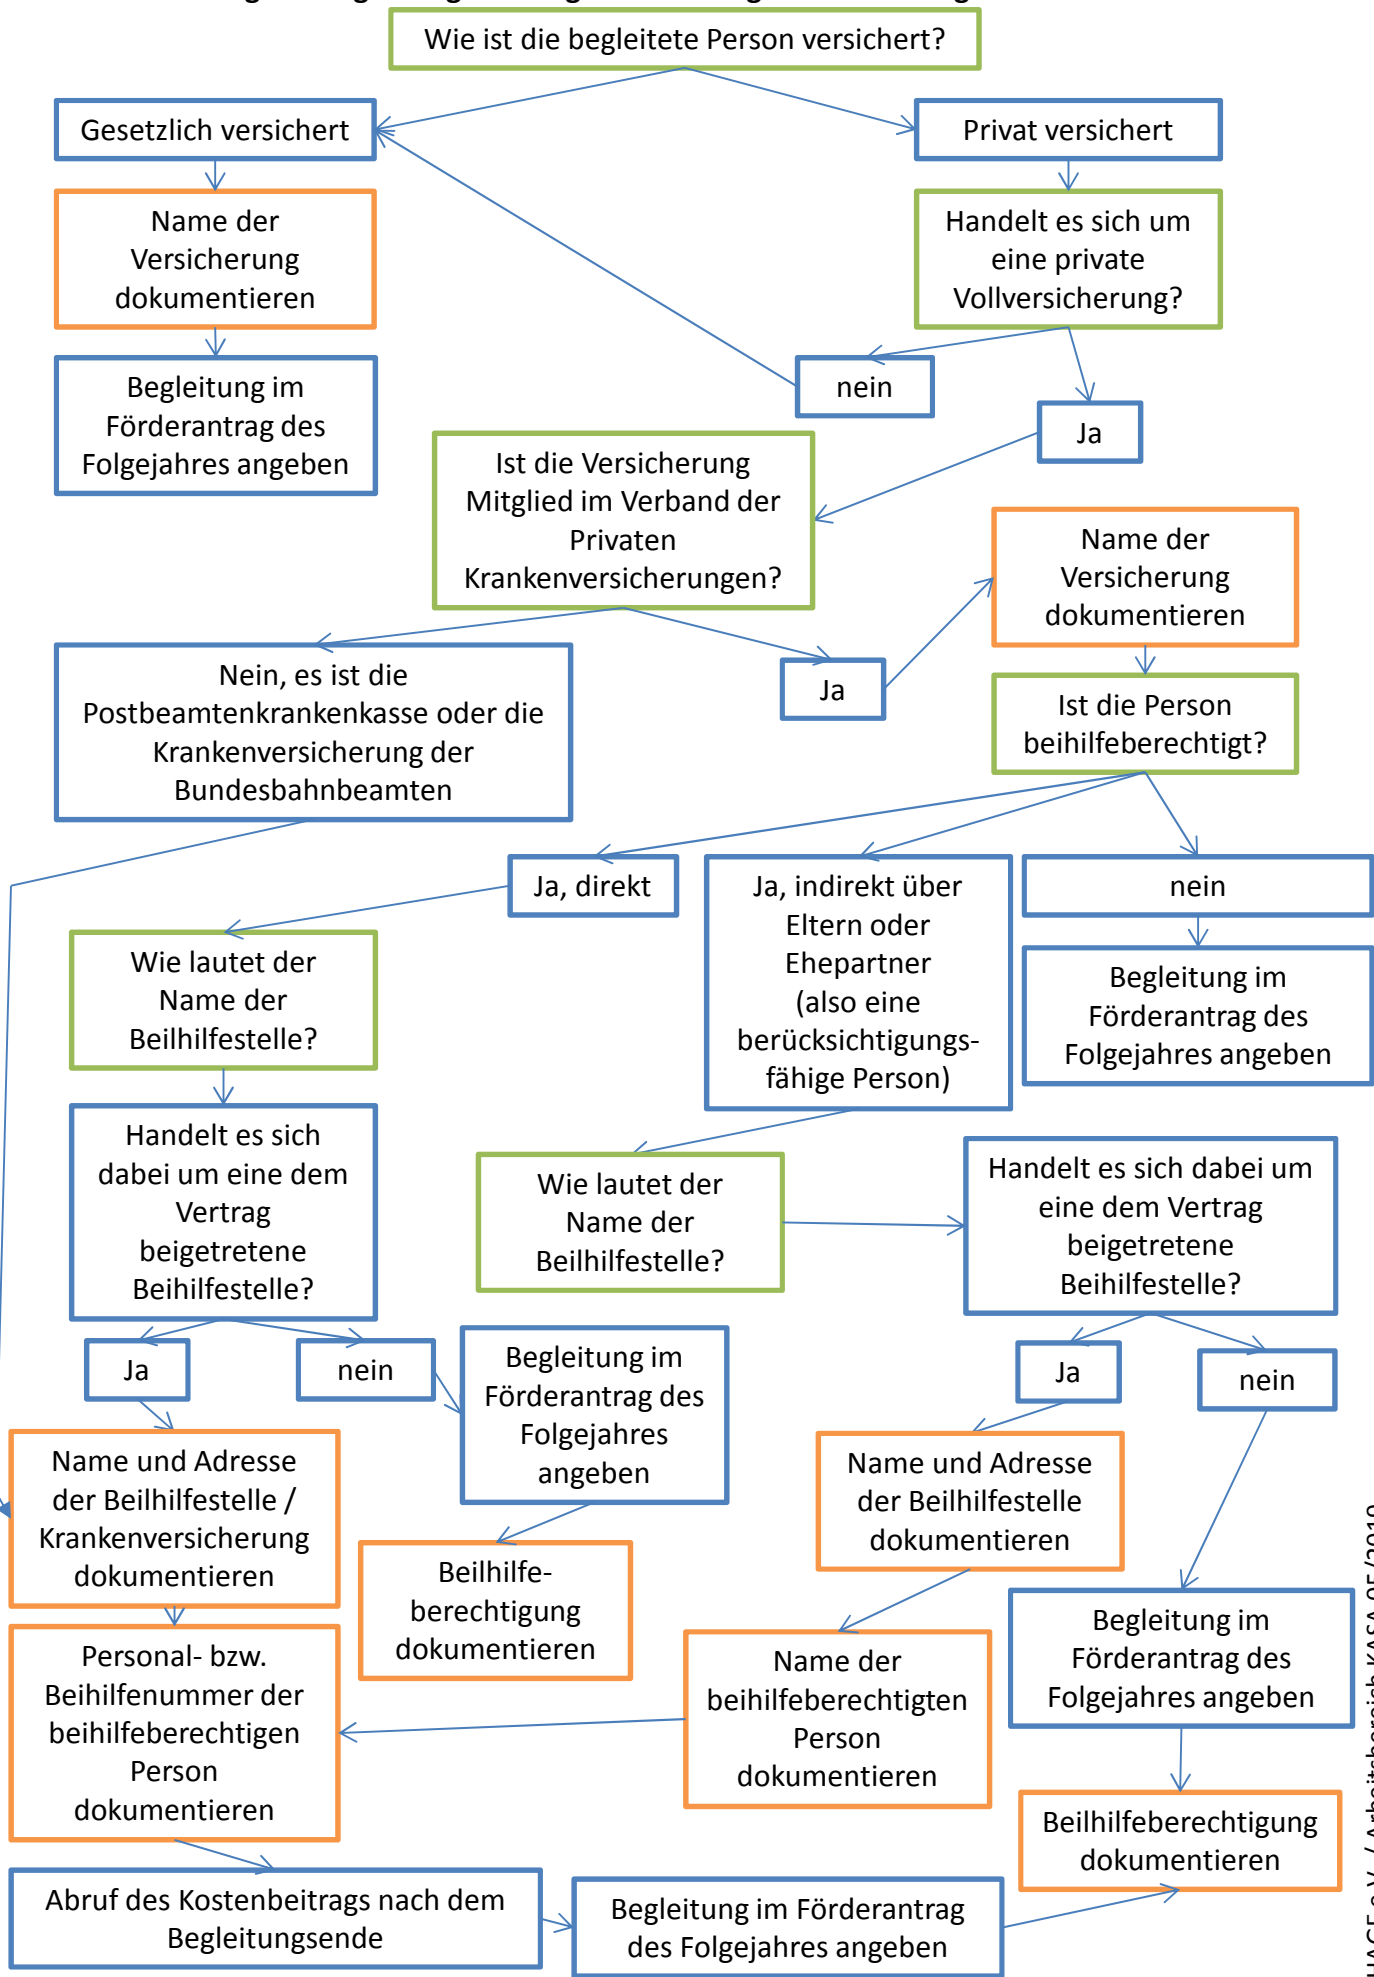 Wie ist die begleitete Person versichert?
Gesetzlich versichert
Privat versichert
Name der
Versicherung
dokumentieren
Handelt es sich um
eine private
Vollversicherung?
Begleitung im
Förderantrag des
Folgejahres angeben
nein
Ja
Ist die Versicherung
Mitglied im Verband der
Privaten
Krankenversicherungen?
Name der
Versicherung
dokumentieren
Nein, es ist die
Postbeamtenkrankenkasse oder die
Krankenversicherung der
Bundesbahnbeamten
Ja
Ist die Person
beihilfeberechtigt?
Ja, direkt
Ja, indirekt über
Eltern oder
Ehepartner
(also eine
berücksichtigungs-
fähige Person)
nein
Wie lautet der
Name der
Beilhilfestelle?
Begleitung im
Förderantrag des
Folgejahres angeben
Handelt es sich
dabei um eine dem
Vertrag
beigetretene
Beihilfestelle?
Wie lautet der
Name der
Beilhilfestelle?
Handelt es sich dabei um
eine dem Vertrag
beigetretene
Beihilfestelle?
Ja
nein
Begleitung im
Förderantrag des
Folgejahres
angeben
Ja
nein
Name und Adresse
der Beilhilfestelle /
Krankenversicherung
dokumentieren
Beilhilfe-
berechtigung
dokumentieren
Name und Adresse
der Beilhilfestelle
dokumentieren
Begleitung im
Förderantrag des
Folgejahres angeben
Personal- bzw.
Beihilfenummer der
beihilfeberechtigen
Person
dokumentieren
Name der
beihilfeberechtigten
Person
dokumentieren
Beilhilfeberechtigung
dokumentieren
Abruf des Kostenbeitrags nach dem
Begleitungsende
Begleitung im Förderantrag
des Folgejahres angeben
HAGE e.V. / Arbeitsbereich KASA 05/2019